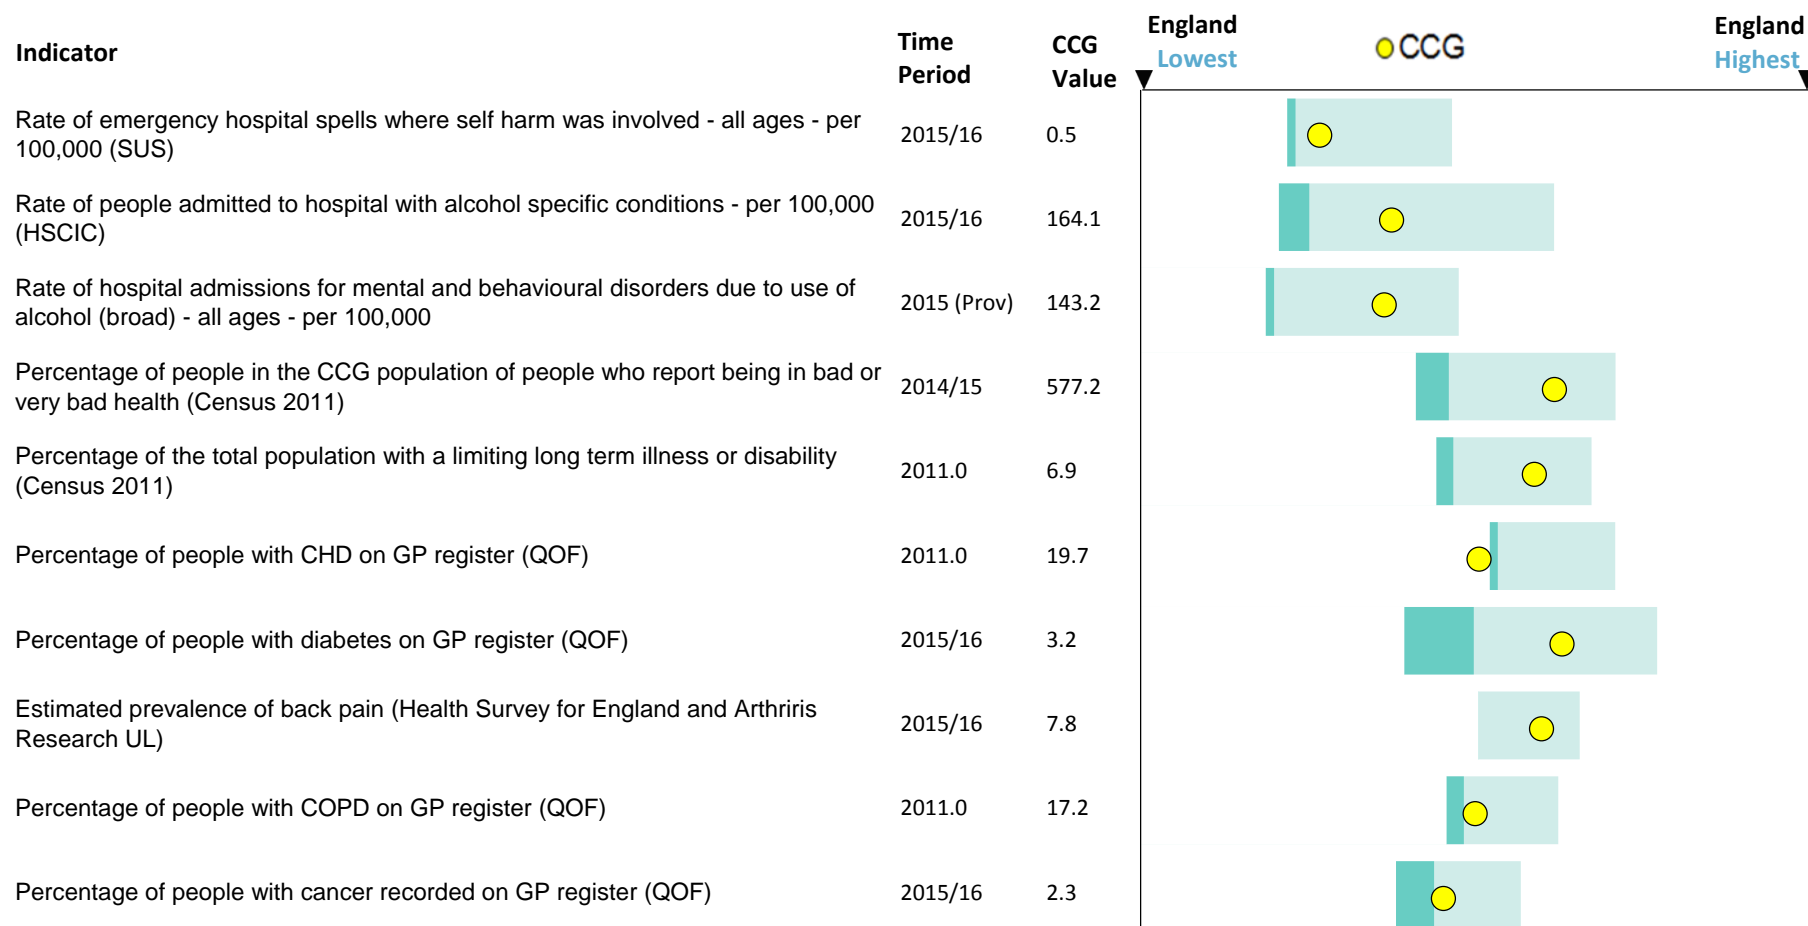 Indicator
Time
Period
CCG
Value
England
Lowest
CCG
England
Highest
Rate of emergency hospital spells where self harm was involved - all ages - per
100,000 (SUS)
2015/16
0.5
Rate of people admitted to hospital with alcohol specific conditions - per 100,000
(HSCIC)
2015/16
164.1
Rate of hospital admissions for mental and behavioural disorders due to use of
alcohol (broad) - all ages - per 100,000
2015 (Prov)
143.2
Percentage of people in the CCG population of people who report being in bad or
very bad health (Census 2011)
2014/15
577.2
Percentage of the total population with a limiting long term illness or disability
(Census 2011)
2011.0
6.9
Percentage of people with CHD on GP register (QOF)
2011.0
19.7
Percentage of people with diabetes on GP register (QOF)
2015/16
3.2
Estimated prevalence of back pain (Health Survey for England and Arthriris
Research UL)
2015/16
7.8
Percentage of people with COPD on GP register (QOF)
2011.0
17.2
Percentage of people with cancer recorded on GP register (QOF)
2015/16
2.3